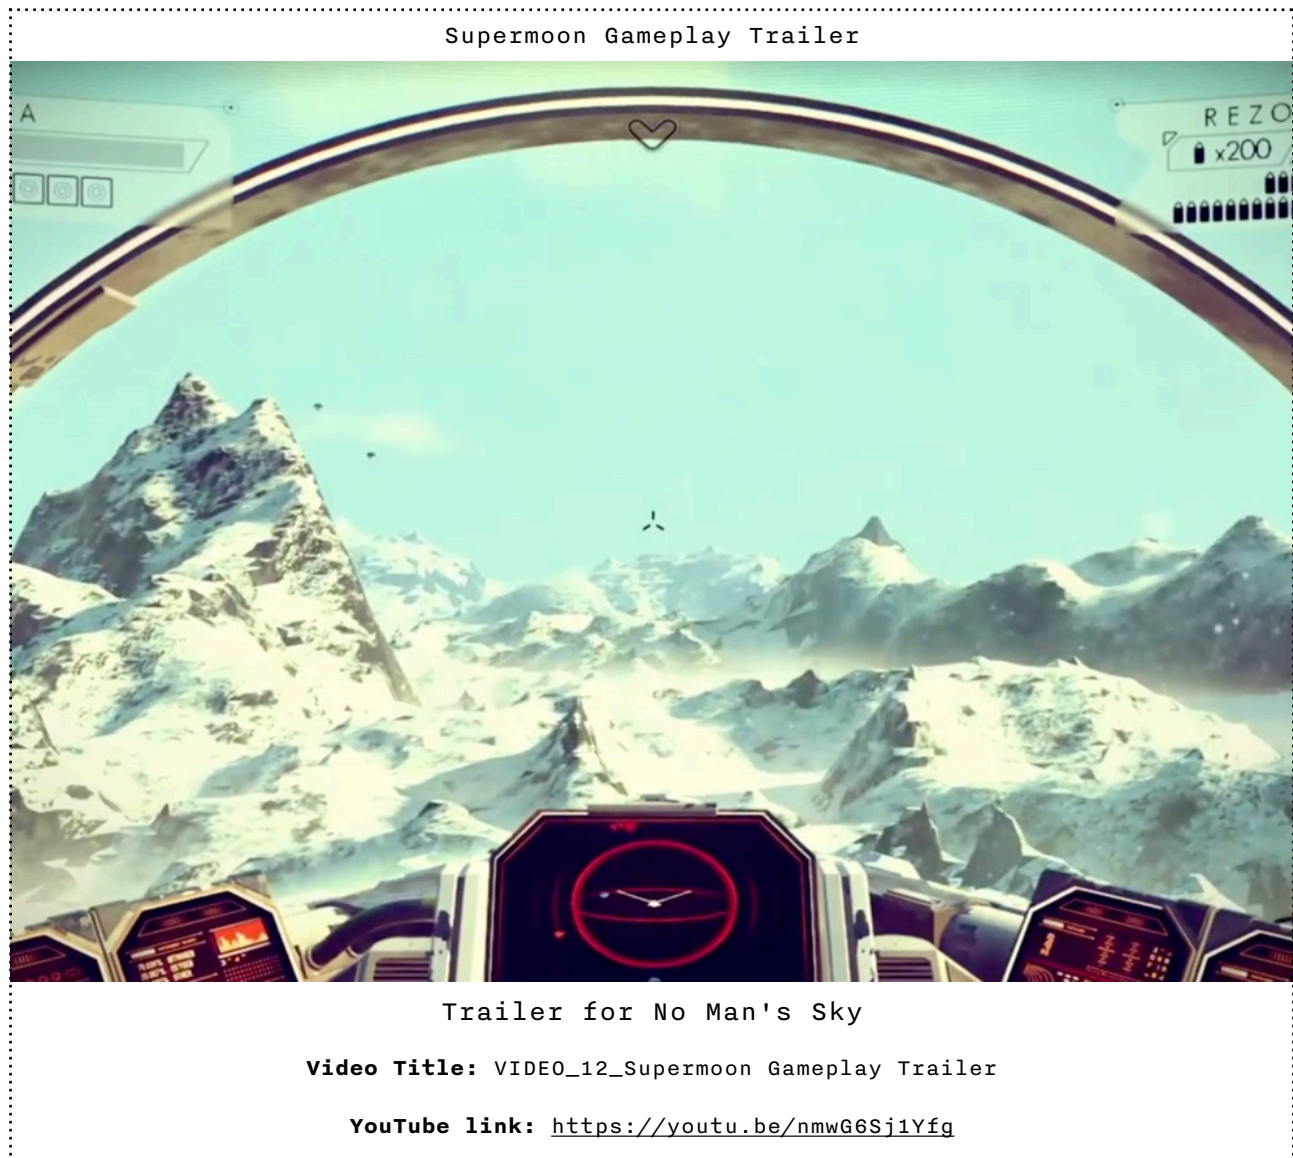 Supermoon Gameplay Trailer
A
REZO
x200
Trailer for No Man's Sky
Video Title: VIDEO_12_Supermoon Gameplay Trailer
YouTube link: https://youtu.be/nmwG6Sj1Yfg